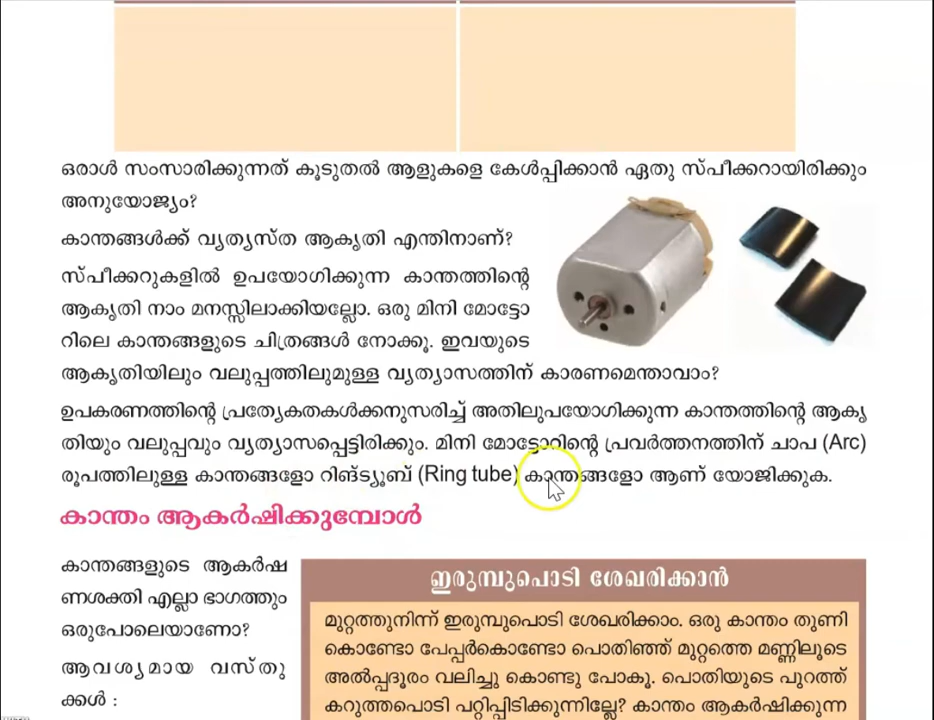 ഒരാൾ സംസാരിക്കുന്നത് കൂടുതൽ ആളുകളെ കേൾപ്പിക്കാൻ ഏതു സ്പീക്കറായിരിക്കും
അനുയോജ്യം?
കാന്തങ്ങൾക്ക് വ്യത്യസ്ത ആകൃതി എന്തിനാണ്?
സ്പീക്കറുകളിൽ ഉപയോഗിക്കുന്ന കാന്തത്തിന്റെ
ആകൃതി നാം മനസ്സിലാക്കിയല്ലോ. ഒരു മിനി മോട്ടോ
റിലെ കാന്തങ്ങളുടെ ചിത്രങ്ങൾ നോക്കൂ. ഇവയുടെ
ആകൃതിയിലും വലുപ്പത്തിലുമുള്ള വ്യത്യാസത്തിന് കാരണമെന്താവാം?
ഉപകരണത്തിന്റെ പ്രത്യേകതകൾക്കനുസരിച്ച് അതിലുപയോഗിക്കുന്ന കാന്തത്തിന്റെ ആകൃ
തിയും വലുപ്പവും വ്യത്യാസപ്പെട്ടിരിക്കും. മിനി മോട്ടോറിന്റെ പ്രവർത്തനത്തിന് ചാപ (Arc)
രൂപത്തിലുള്ള കാന്തങ്ങളോ റിങ്ട്യൂബ് (Ring tube) കാന്തങ്ങളോ ആണ് യോജിക്കുക.
കാന്തം ആകർഷിക്കുമ്പോൾ
കാന്തങ്ങളുടെ ആകർഷ
ണശക്തി എല്ലാ ഭാഗത്തും
ഒരുപോലെയാണോ?
ആവശ്യമായ വസ്തു
ക്കൾ :
ഇരുമ്പുപൊടി ശേഖരിക്കാൻ
മുറ്റത്തുനിന്ന് ഇരുമ്പുപൊടി ശേഖരിക്കാം. ഒരു കാന്തം തുണി
കൊണ്ടോ പേപ്പർകൊണ്ടോ പൊതിഞ്ഞ് മുറ്റത്തെ മണ്ണിലൂടെ
അൽപ്പദൂരം വലിച്ചു കൊണ്ടു പോകൂ. പൊതിയുടെ പുറത്ത്
കറുത്തപൊടി പറ്റിപ്പിടിക്കുന്നില്ലേ? കാന്തം ആകർഷിക്കുന്ന